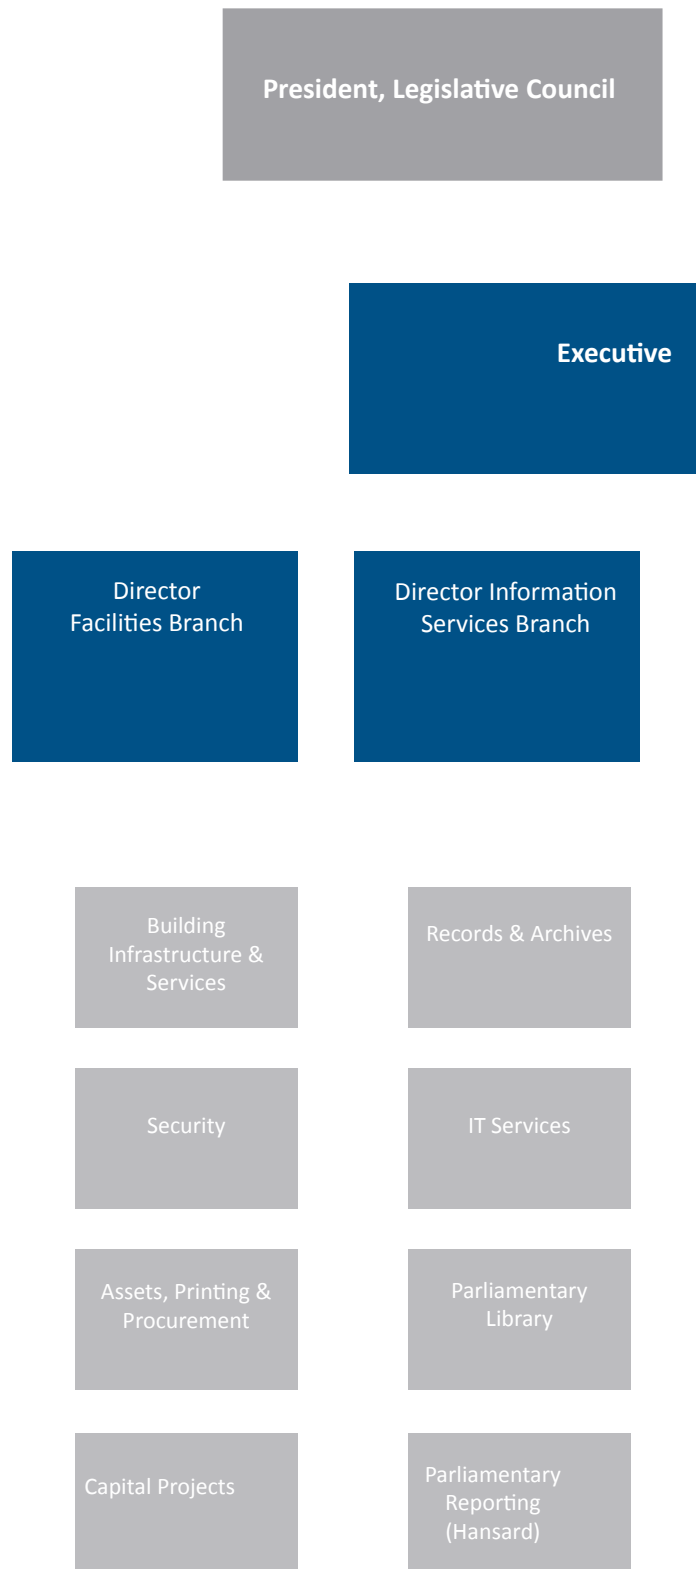 President, Legislative Council
Executive
Director
Facilities Branch
Director Information
Services Branch
Building
Infrastructure &
Services
Records & Archives
Security
IT Services
Assets, Printing &
Procurement
Parliamentary
Library
Capital Projects
Parliamentary
Reporting
(Hansard)